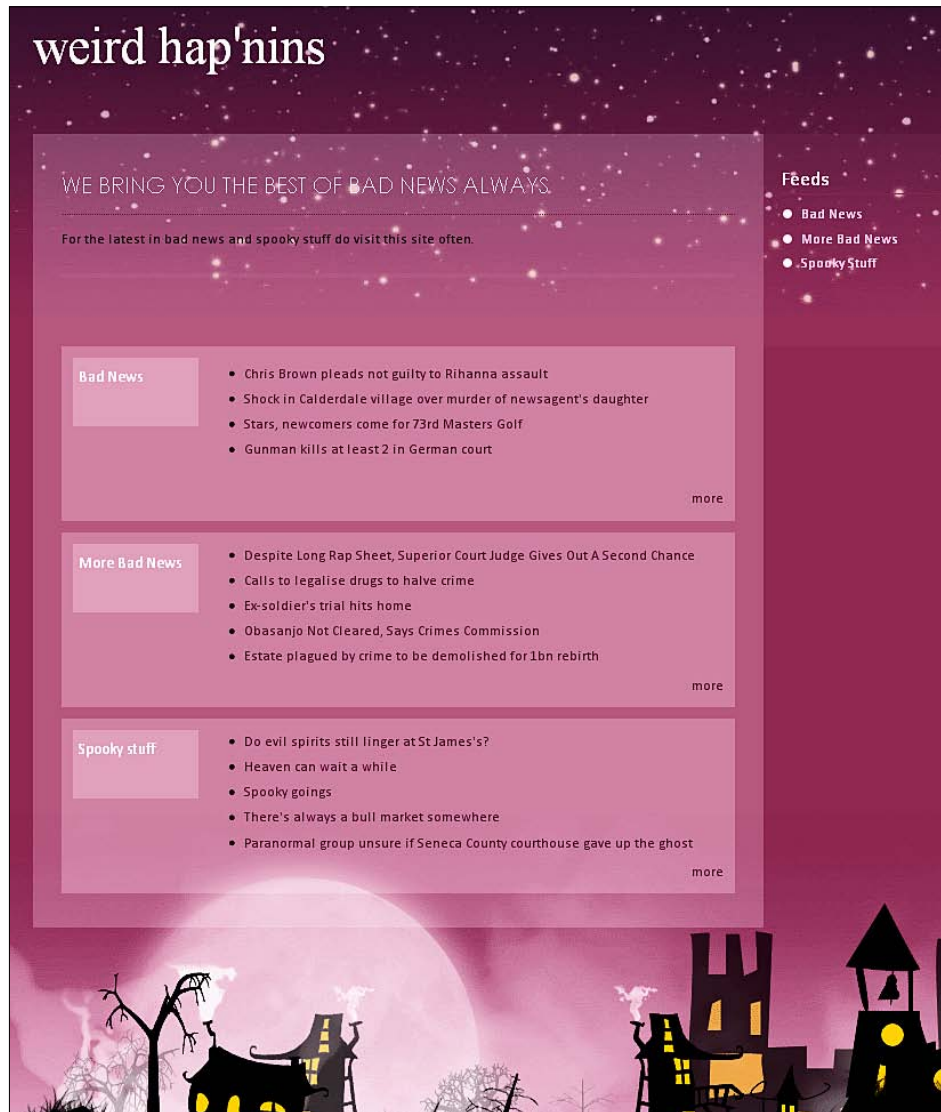 weird hap'nins
WE BRING YOU THE BEST OF BAD NEWS ALWAYS.
For the latest in bad news and spooky stuff do visit this site often.
Feeds
Bad News
More Bad News
Spooky Stuff
Bad News
• Chris Brown pleads not guilty to Rihanna assault
• Shock in Calderdale village over murder of newsagent's daughter
• Stars, newcomers come for 73rd Masters Golf
• Gunman kills at least 2 in German court
more
More Bad News
• Despite Long Rap Sheet, Superior Court Judge Gives Out A Second Chance
• Calls to legalise drugs to halve crime
• Ex-soldier's trial hits home
• Obasanjo Not Cleared, Says Crimes Commission
• Estate plagued by crime to be demolished for 1bn rebirth
more
Spooky stuff
• Do evil spirits still linger at St James's?
• Heaven can wait a while
• Spooky goings
• There's always a bull market somewhere
• Paranormal group unsure if Seneca County courthouse gave up the ghost
more